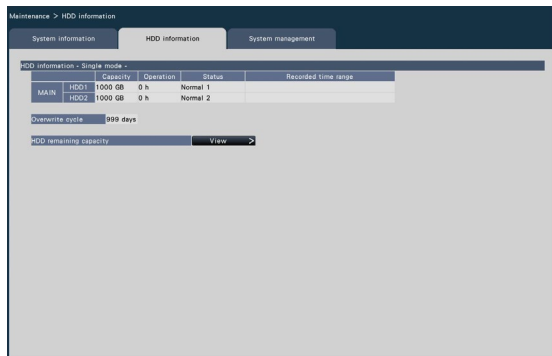 Maintenance > HDD information
System information HDD information System management
HDD information - Single mode -
Capacity Operation Status Recorded time range
MAIN HDD1 1000 GB 0 h Normal 1
HDD2 1000 GB 0 h Normal 2
Overwrite cycle 999 days
HDD remaining capacity View >